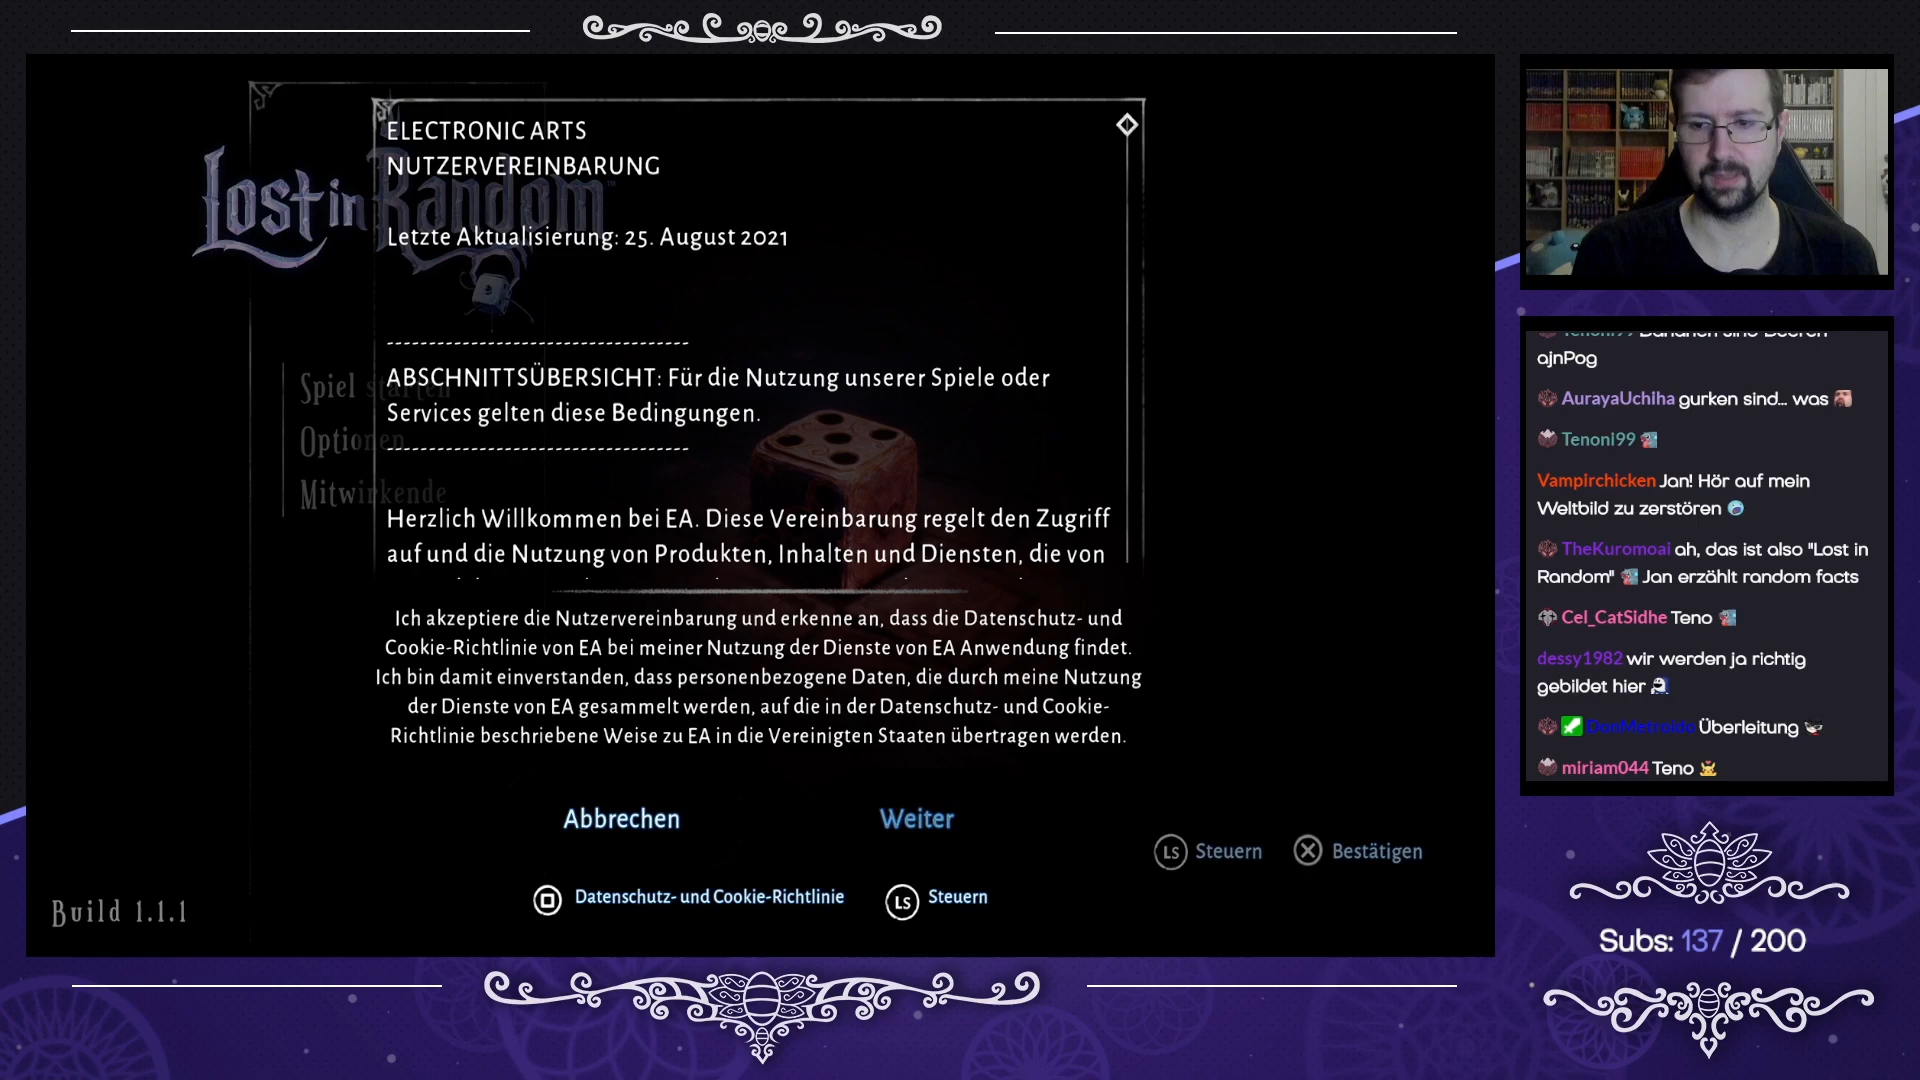 ELECTRONIC ARTS
NUTZERVEREINBARUNG
Lost in Random™
Letzte Aktualisierung: 25. August 2021
-----------------------------------
ABSCHNITTSÜBERSICHT: Für die Nutzung unserer Spiele oder
Services gelten diese Bedingungen.
-----------------------------------
Herzlich Willkommen bei EA. Diese Vereinbarung regelt den Zugriff
auf und die Nutzung von Produkten, Inhalten und Diensten, die von
Spiel starten
Optionen
Mitwirkende
Ich akzeptiere die Nutzervereinbarung und erkenne an, dass die Datenschutz- und
Cookie-Richtlinie von EA bei meiner Nutzung der Dienste von EA Anwendung findet.
Ich bin damit einverstanden, dass personenbezogene Daten, die durch meine Nutzung
der Dienste von EA gesammelt werden, auf die in der Datenschutz- und Cookie-
Richtlinie beschriebene Weise zu EA in die Vereinigten Staaten übertragen werden.
Abbrechen Weiter
LS Steuern Bestätigen
Datenschutz- und Cookie-Richtlinie LS Steuern
Build 1.1.1
Tenoni99 Bananen sind Beeren
ajnPog
AurayaUchiha gurken sind... was
Tenoni99
Vampirchicken Jan! Hör auf mein
Weltbild zu zerstören
TheKuromoai ah, das ist also "Lost in
Random" Jan erzählt random facts
Cel_CatSidhe Teno
dessy1982 wir werden ja richtig
gebildet hier
DonMetroido Überleitung
miriam044 Teno
Subs: 137 / 200